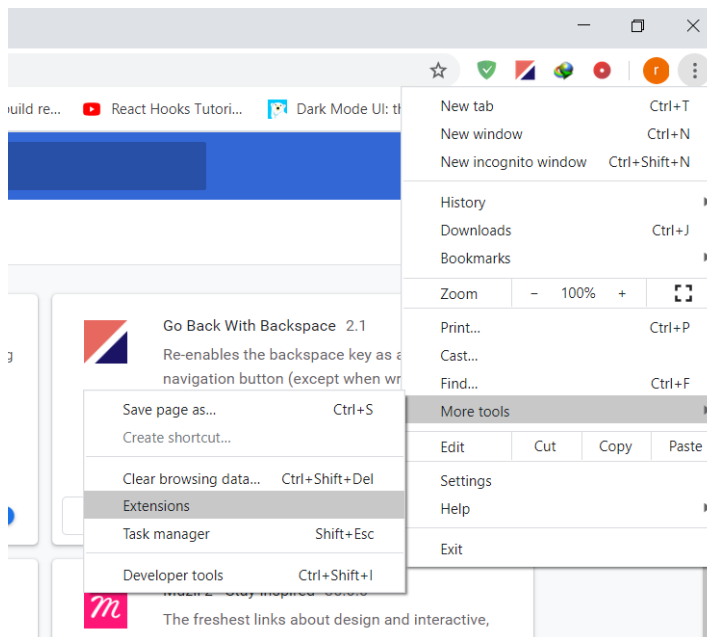 r
build re...
React Hooks Tutori...
Dark Mode UI: th
New tab Ctrl+T
New window Ctrl+N
New incognito window Ctrl+Shift+N
History
Downloads Ctrl+J
Bookmarks
Zoom − 100% +
Go Back With Backspace 2.1
Print... Ctrl+P
Re-enables the backspace key as a
Cast...
navigation button (except when wr
Find... Ctrl+F
More tools
Save page as... Ctrl+S
Create shortcut...
Edit Cut Copy Paste
Clear browsing data... Ctrl+Shift+Del
Settings
Extensions
Help
Task manager Shift+Esc
Exit
Developer tools Ctrl+Shift+I
The freshest links about design and interactive,